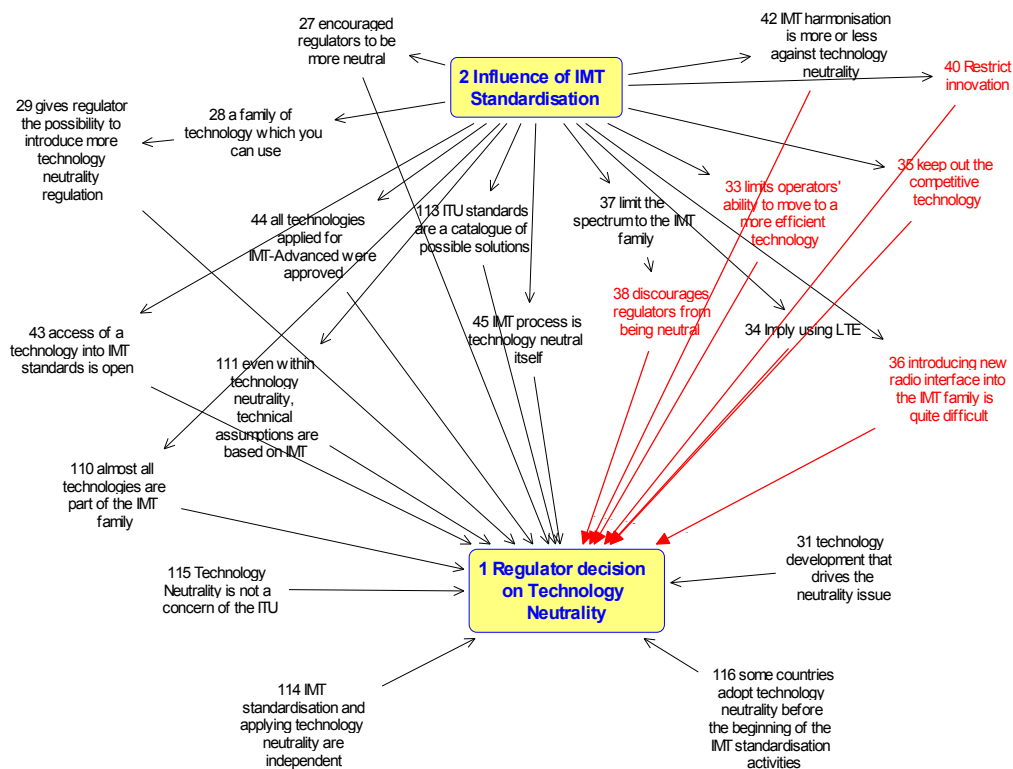 27 encouraged
regulators to be
more neutral
42 IMT harmonisation
is more or less
against technology
neutrality
2 Influence of IMT
Standardisation
40 Restrict
innovation
29 gives regulator
the possibility to
introduce more
technology
neutrality
regulation
28 a family of
technology which you
can use
35 keep out the
competitive
technology
44 all technologies
applied for
IMT-Advanced were
approved
113 ITU standards
are a catalogue of
possible solutions
37 limit the
spectrum to the IMT
family
33 limits operators'
ability to move to a
more efficient
technology
38 discourages
regulators from
being neutral
43 access of a
technology into IMT
standards is open
45 IMT process is
technology neutral
itself
34 Imply using LTE
111 even within
technology
neutrality,
technical
assumptions are
based on IMT
36 introducing new
radio interface into
the IMT family is
quite difficult
110 almost all
technologies are
part of the IMT
family
1 Regulator decision
on Technology
Neutrality
31 technology
development that
drives the
neutrality issue
115 Technology
Neutrality is not a
concern of the ITU
114 IMT
standardisation and
applying technology
neutrality are
independent
116 some countries
adopt technology
neutrality before
the beginning of the
IMT standardisation
activities